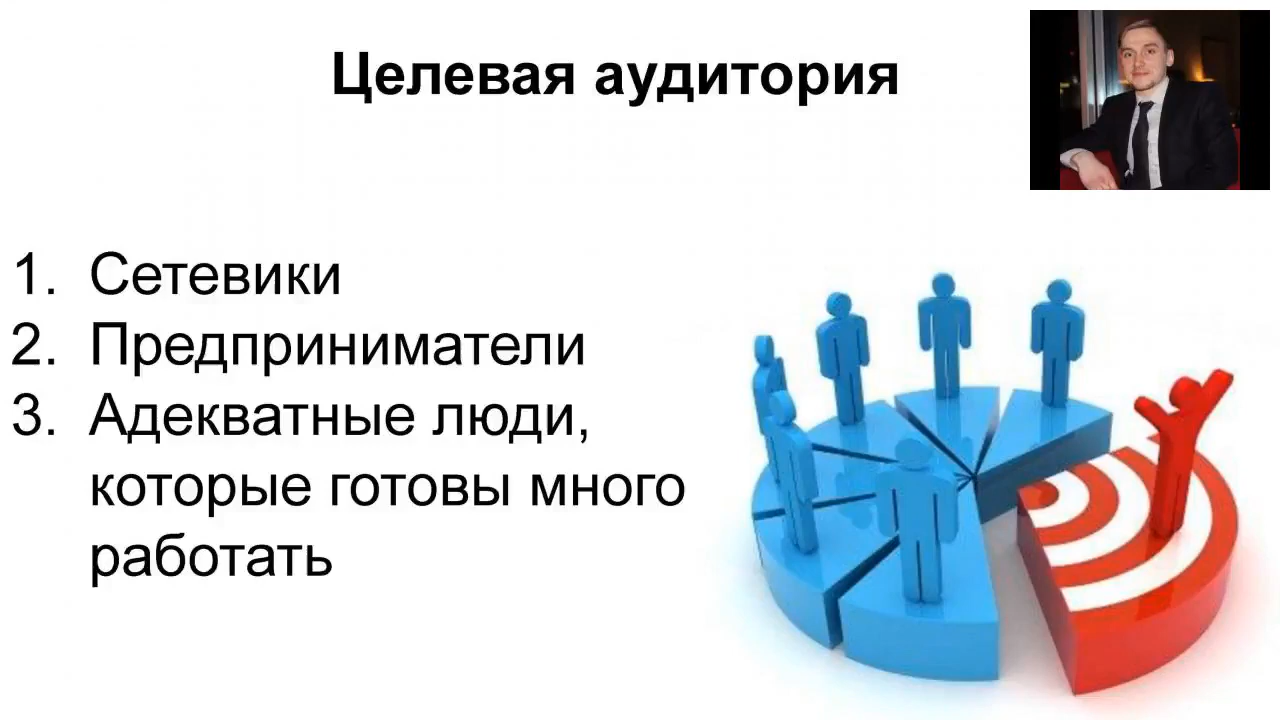 Целевая аудитория
1. Сетевики
2. Предприниматели
3. Адекватные люди,
которые готовы много
работать